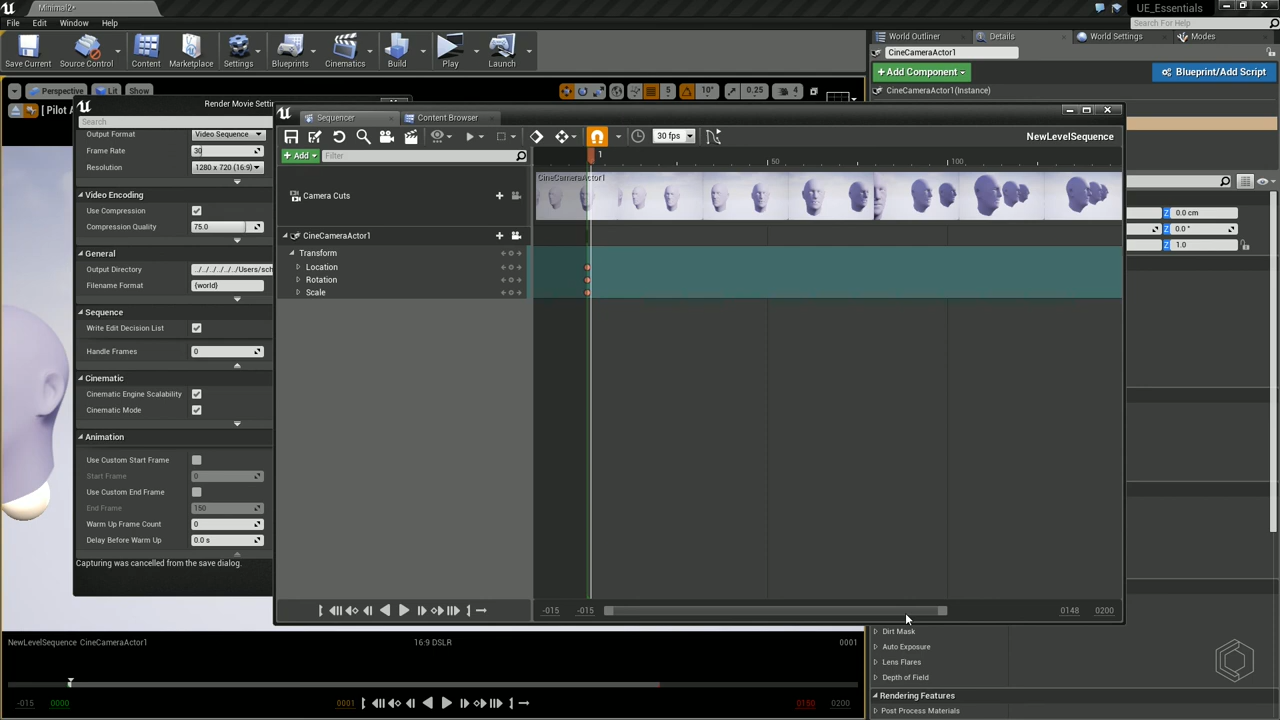 Minimal2*
UE_Essentials
File Edit Window Help
Search For Help
Save Current
Source Control
Content
Marketplace
Settings
Blueprints
Cinematics
Build
Play
Launch
World Outliner
Details
World Settings
Modes
CineCameraActor1
+Add Component
Blueprint/Add Script
CineCameraActor1(Instance)
Perspective
Lit
Show
5
10°
0.25
4
[ Pilot A
Render Movie Setti
Search
Output Format Video Sequence
Frame Rate 30
Resolution 1280 x 720 (16:9)
Video Encoding
Use Compression
Compression Quality 75.0
General
Output Directory ../../../../../../Users/sch
Filename Format {world}
Sequence
Write Edit Decision List
Handle Frames 0
Cinematic
Cinematic Engine Scalability
Cinematic Mode
Animation
Use Custom Start Frame
Start Frame 0
Use Custom End Frame
End Frame 150
Warm Up Frame Count 0
Delay Before Warm Up 0.0 s
Capturing was cancelled from the save dialog.
Sequencer
Content Browser
30 fps
NewLevelSequence
+ Add
Filter
1
50
100
Camera Cuts
CineCameraActor1
CineCameraActor1
Transform
Location
Rotation
Scale
-015 -015 0148 0200
Z 0.0 cm
Z 0.0 °
Z 1.0
Dirt Mask
Auto Exposure
Lens Flares
Depth of Field
Rendering Features
Post Process Materials
NewLevelSequence CineCameraActor1 16:9 DSLR 0001
-015 0000 0001 0150 0200